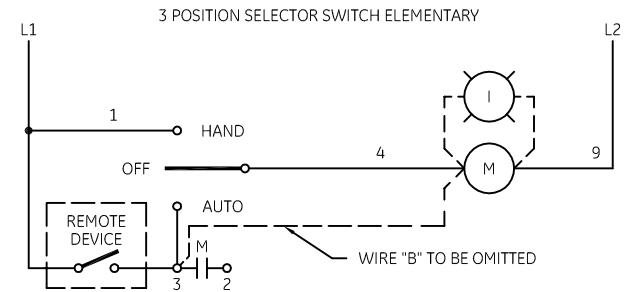 3 POSITION SELECTOR SWITCH ELEMENTARY
L1
L2
I
1
HAND
4
9
OFF
M
AUTO
REMOTE
DEVICE
M
WIRE "B" TO BE OMITTED
3
2